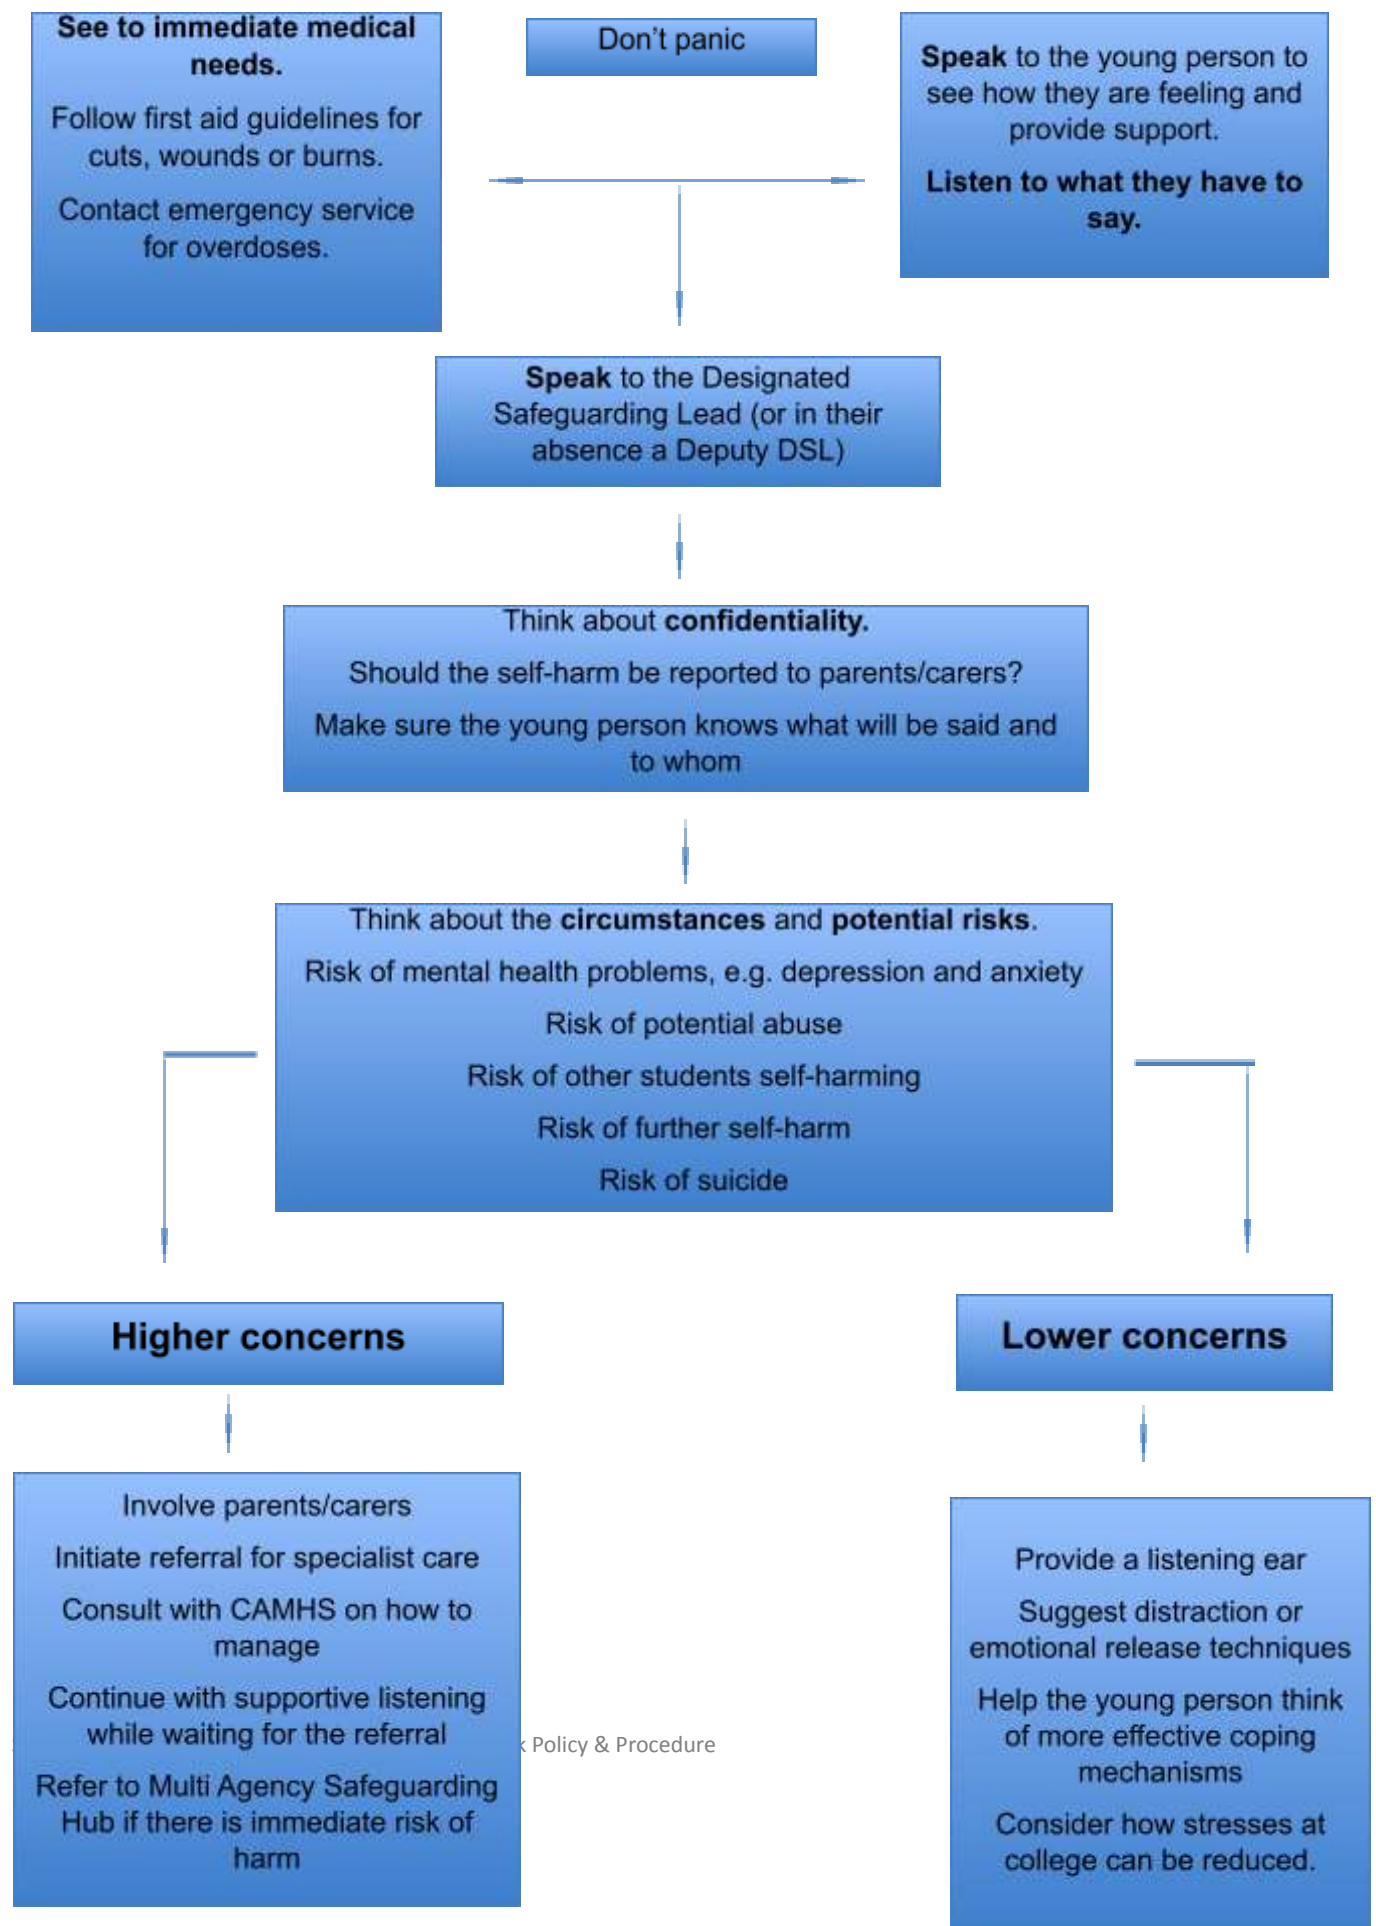 See to immediate medical
needs.
Follow first aid guidelines for
cuts, wounds or burns.
Contact emergency service
for overdoses.
Don't panic
Speak to the young person to
see how they are feeling and
provide support.
Listen to what they have to
say.
Speak to the Designated
Safeguarding Lead (or in their
absence a Deputy DSL)
Think about confidentiality.
Should the self-harm be reported to parents/carers?
Make sure the young person knows what will be said and
to whom
Think about the circumstances and potential risks.
Risk of mental health problems, e.g. depression and anxiety
Risk of potential abuse
Risk of other students self-harming
Risk of further self-harm
Risk of suicide
Higher concerns
Lower concerns
Involve parents/carers
Initiate referral for specialist care
Consult with CAMHS on how to
manage
Continue with supportive listening
while waiting for the referral
Refer to Multi Agency Safeguarding
Hub if there is immediate risk of
harm
Policy & Procedure
Provide a listening ear
Suggest distraction or
emotional release techniques
Help the young person think
of more effective coping
mechanisms
Consider how stresses at
college can be reduced.